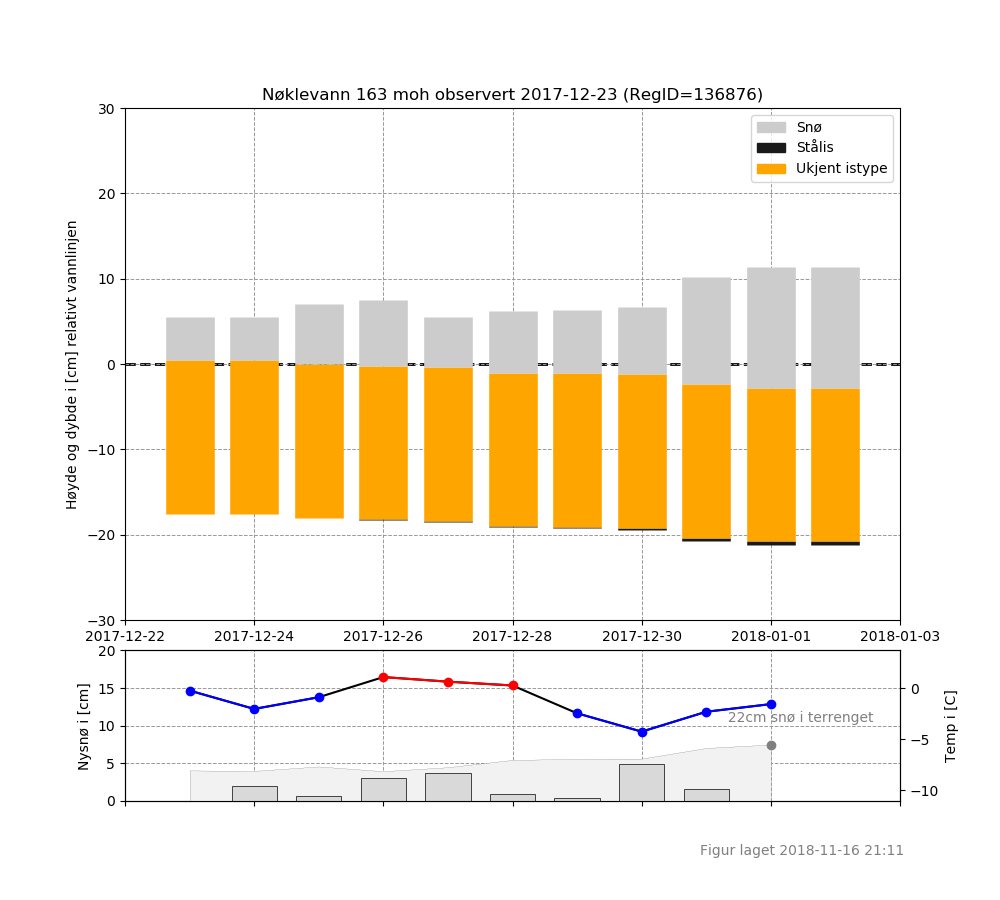 Nøklevann 163 moh observert 2017-12-23 (RegID=136876)
Snø
Stålis
Ukjent istype
Høyde og dybde i [cm] relativt vannlinjen
30
20
10
0
−10
−20
−30
2017-12-22 2017-12-24 2017-12-26 2017-12-28 2017-12-30 2018-01-01 2018-01-03
Nysnø i [cm]
20
15
10
5
0
22cm snø i terrenget
0
−5
−10
Temp i [C]
Figur laget 2018-11-16 21:11